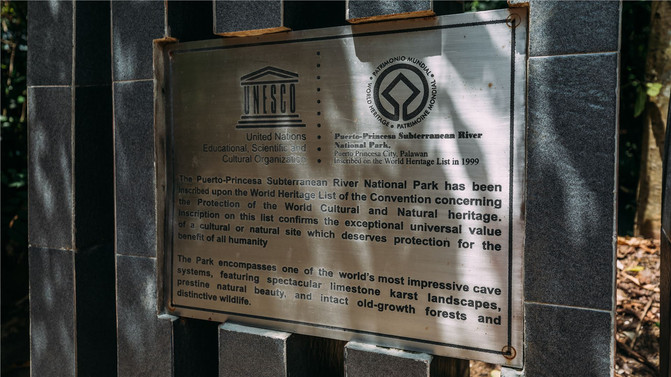 UNESCO
United Nations
Educational, Scientific and
Cultural Organization
PATRIMONIO MUNDIAL
WORLD HERITAGE
PATRIMOINE MONDIAL
Puerto-Princesa Subterranean River
National Park,
Puerto Princesa City, Palawan
Inscribed on the World Heritage List in 1999
The Puerto-Princesa Subterranean River National Park has been
inscribed upon the World Heritage List of the Convention concerning
the Protection of the World Cultural and Natural heritage.
Inscription on this list confirms the exceptional universal value
of a cultural or natural site which deserves protection for the
benefit of all humanity
The Park encompasses one of the world's most impressive cave
systems, featuring spectacular limestone karst landscapes,
prestine natural beauty, and intact old-growth forests and
distinctive wildlife.